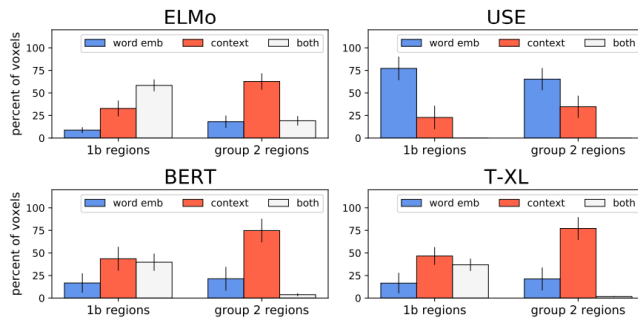 ELMo
percent of voxels
100
75
50
25
0
word emb context both
1b regions group 2 regions
USE
100
75
50
25
0
word emb context both
1b regions group 2 regions
BERT
percent of voxels
100
75
50
25
0
word emb context both
1b regions group 2 regions
T-XL
100
75
50
25
0
word emb context both
1b regions group 2 regions